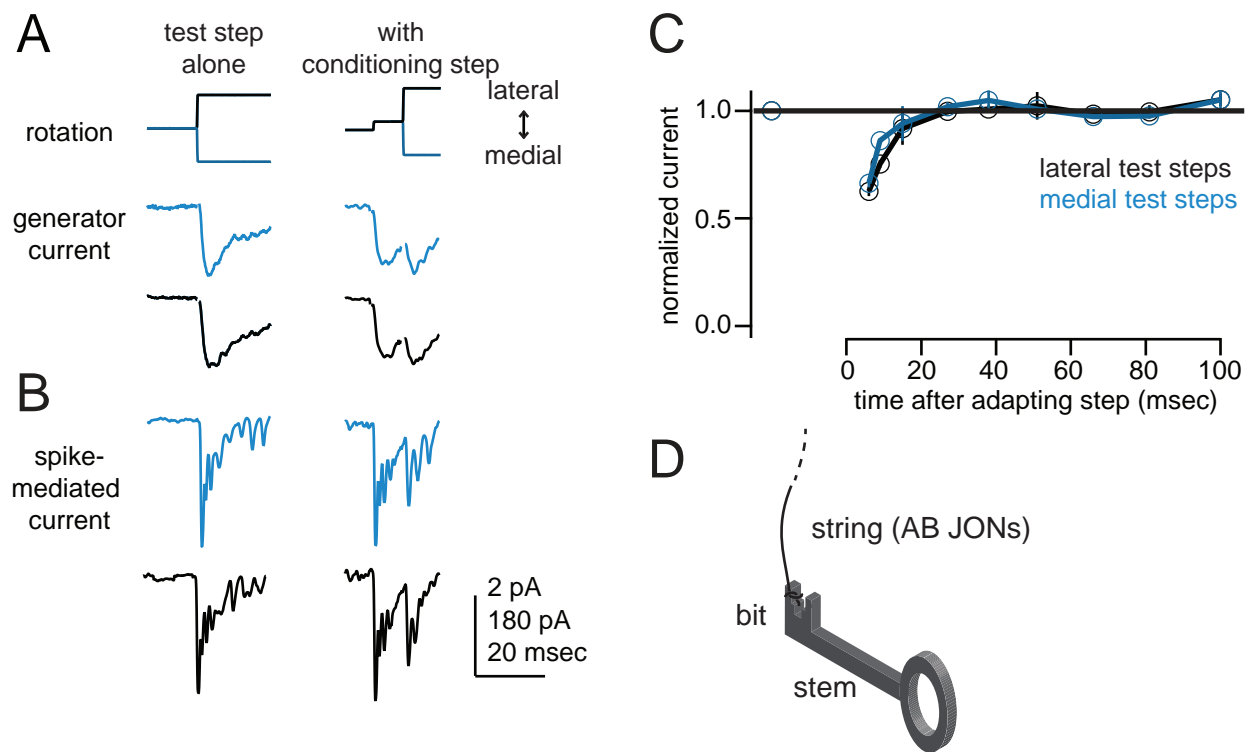 A
test step
alone
with
conditioning step
rotation
lateral
medial
generator
current
B
spike-
mediated
current
2 pA
180 pA
20 msec
C
normalized current
1.0
0.5
0.0
lateral test steps
medial test steps
0 20 40 60 80 100
time after adapting step (msec)
D
string (AB JONs)
bit
stem